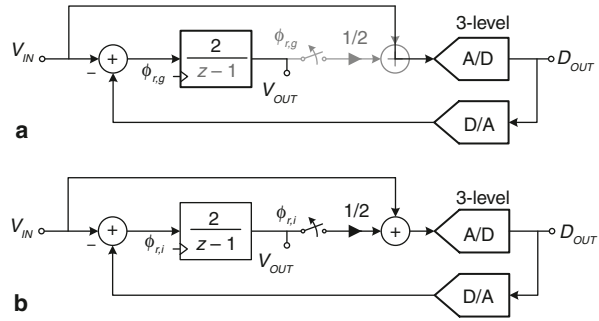 3-level
V_IN
−
+
ϕ_r,g
2
z − 1
V_OUT
ϕ_r,g
1/2
+
A/D
D_OUT
D/A
a
3-level
V_IN
−
+
ϕ_r,i
2
z − 1
V_OUT
ϕ_r,i
1/2
+
A/D
D_OUT
D/A
b